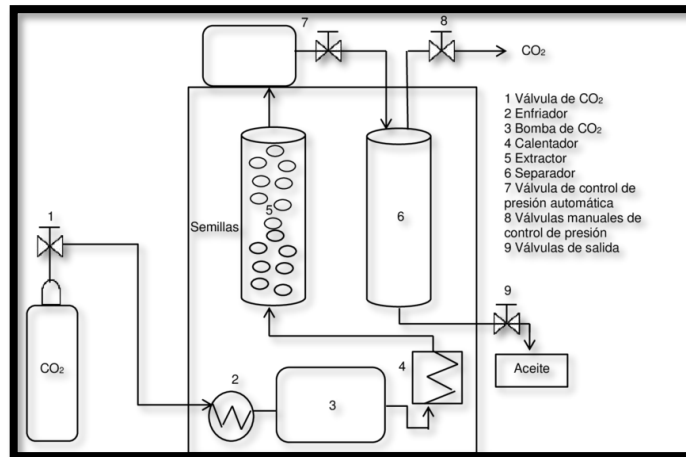 7
8
CO₂
1 Válvula de CO₂
2 Enfriador
3 Bomba de CO₂
4 Calentador
5 Extractor
6 Separador
7 Válvula de control de
presión automática
8 Válvulas manuales de
control de presión
9 Válvulas de salida
1
Semillas
5
6
9
CO₂
2
3
4
Aceite